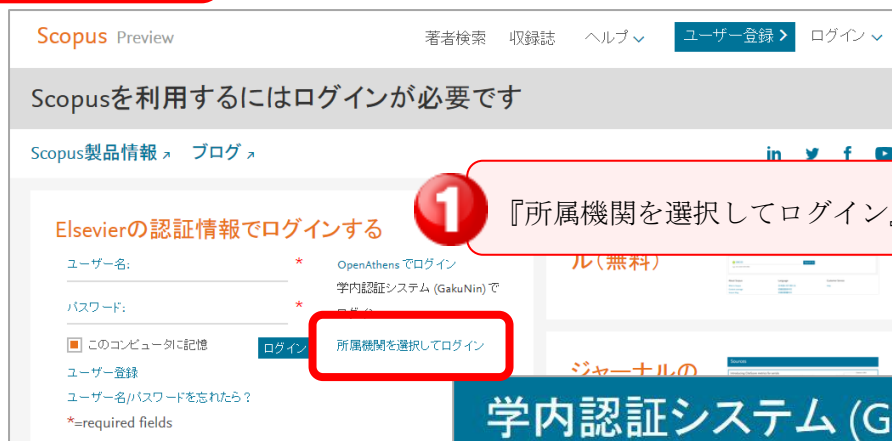 Scopus Preview
著者検索 収録誌 ヘルプ ユーザー登録 ログイン
Scopusを利用するにはログインが必要です
Scopus製品情報 ブログ
1
『所属機関を選択してログイン
Elsevierの認証情報でログインする
ユーザー名: *
パスワード: *
このコンピュータに記憶
ログイン
ユーザー登録
ユーザー名/パスワードを忘れたら？
*=required fields
OpenAthens でログイン
学内認証システム (GakuNin) で
ログイン
所属機関を選択してログイン
ル（無料）
ジャーナルの
学内認証システム (G